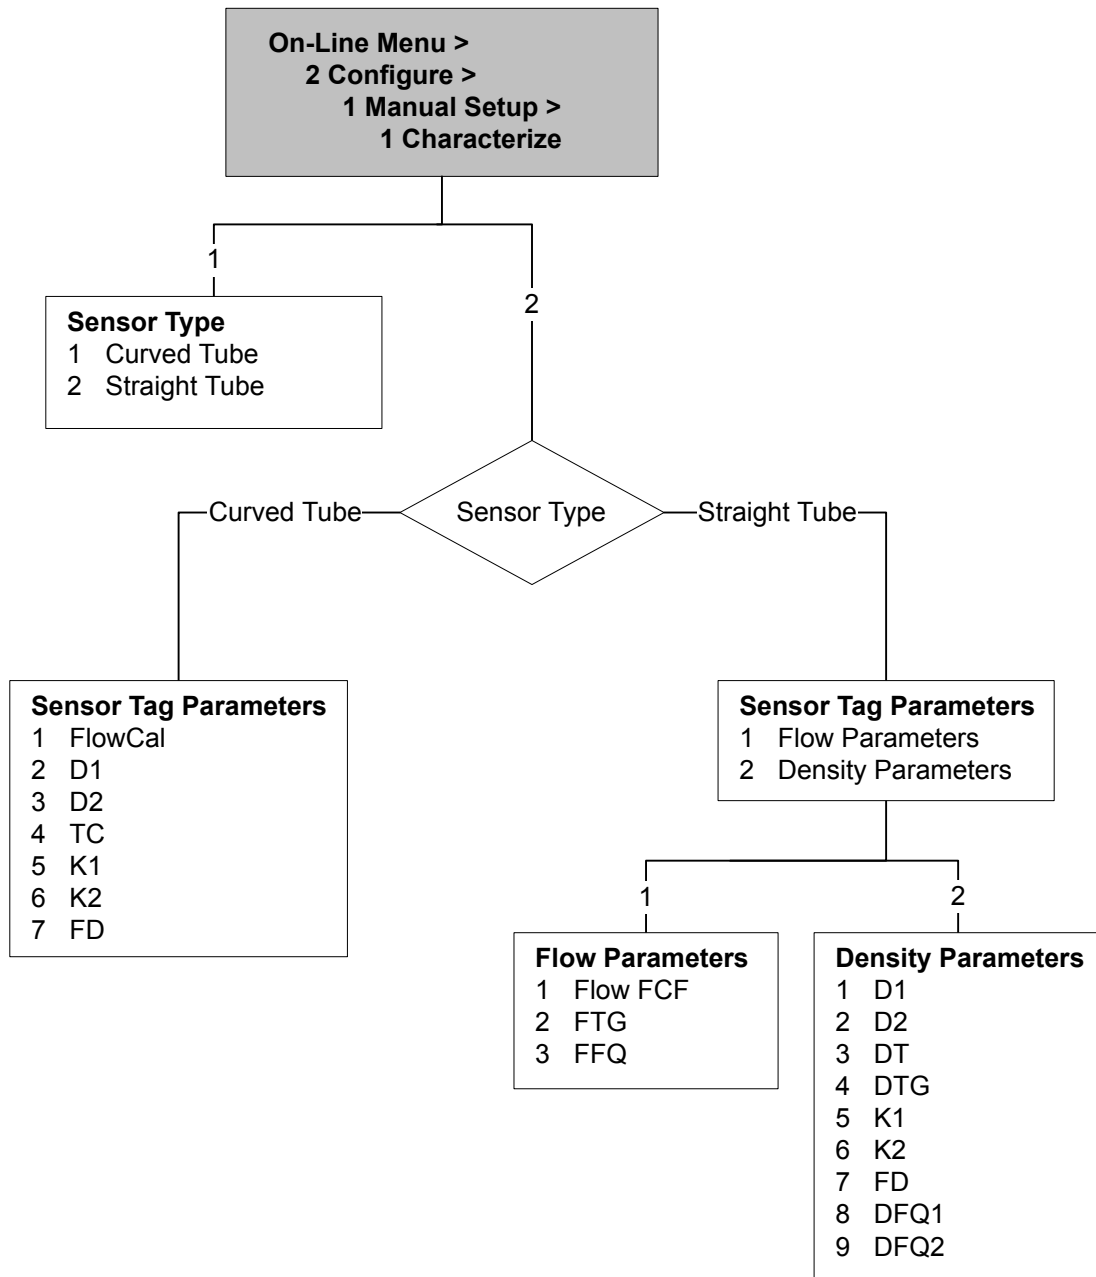 On-Line Menu >
2 Configure >
1 Manual Setup >
1 Characterize
1
2
Sensor Type
1 Curved Tube
2 Straight Tube
Curved Tube
Sensor Type
Straight Tube
Sensor Tag Parameters
1 FlowCal
2 D1
3 D2
4 TC
5 K1
6 K2
7 FD
Sensor Tag Parameters
1 Flow Parameters
2 Density Parameters
1
2
Flow Parameters
1 Flow FCF
2 FTG
3 FFQ
Density Parameters
1 D1
2 D2
3 DT
4 DTG
5 K1
6 K2
7 FD
8 DFQ1
9 DFQ2